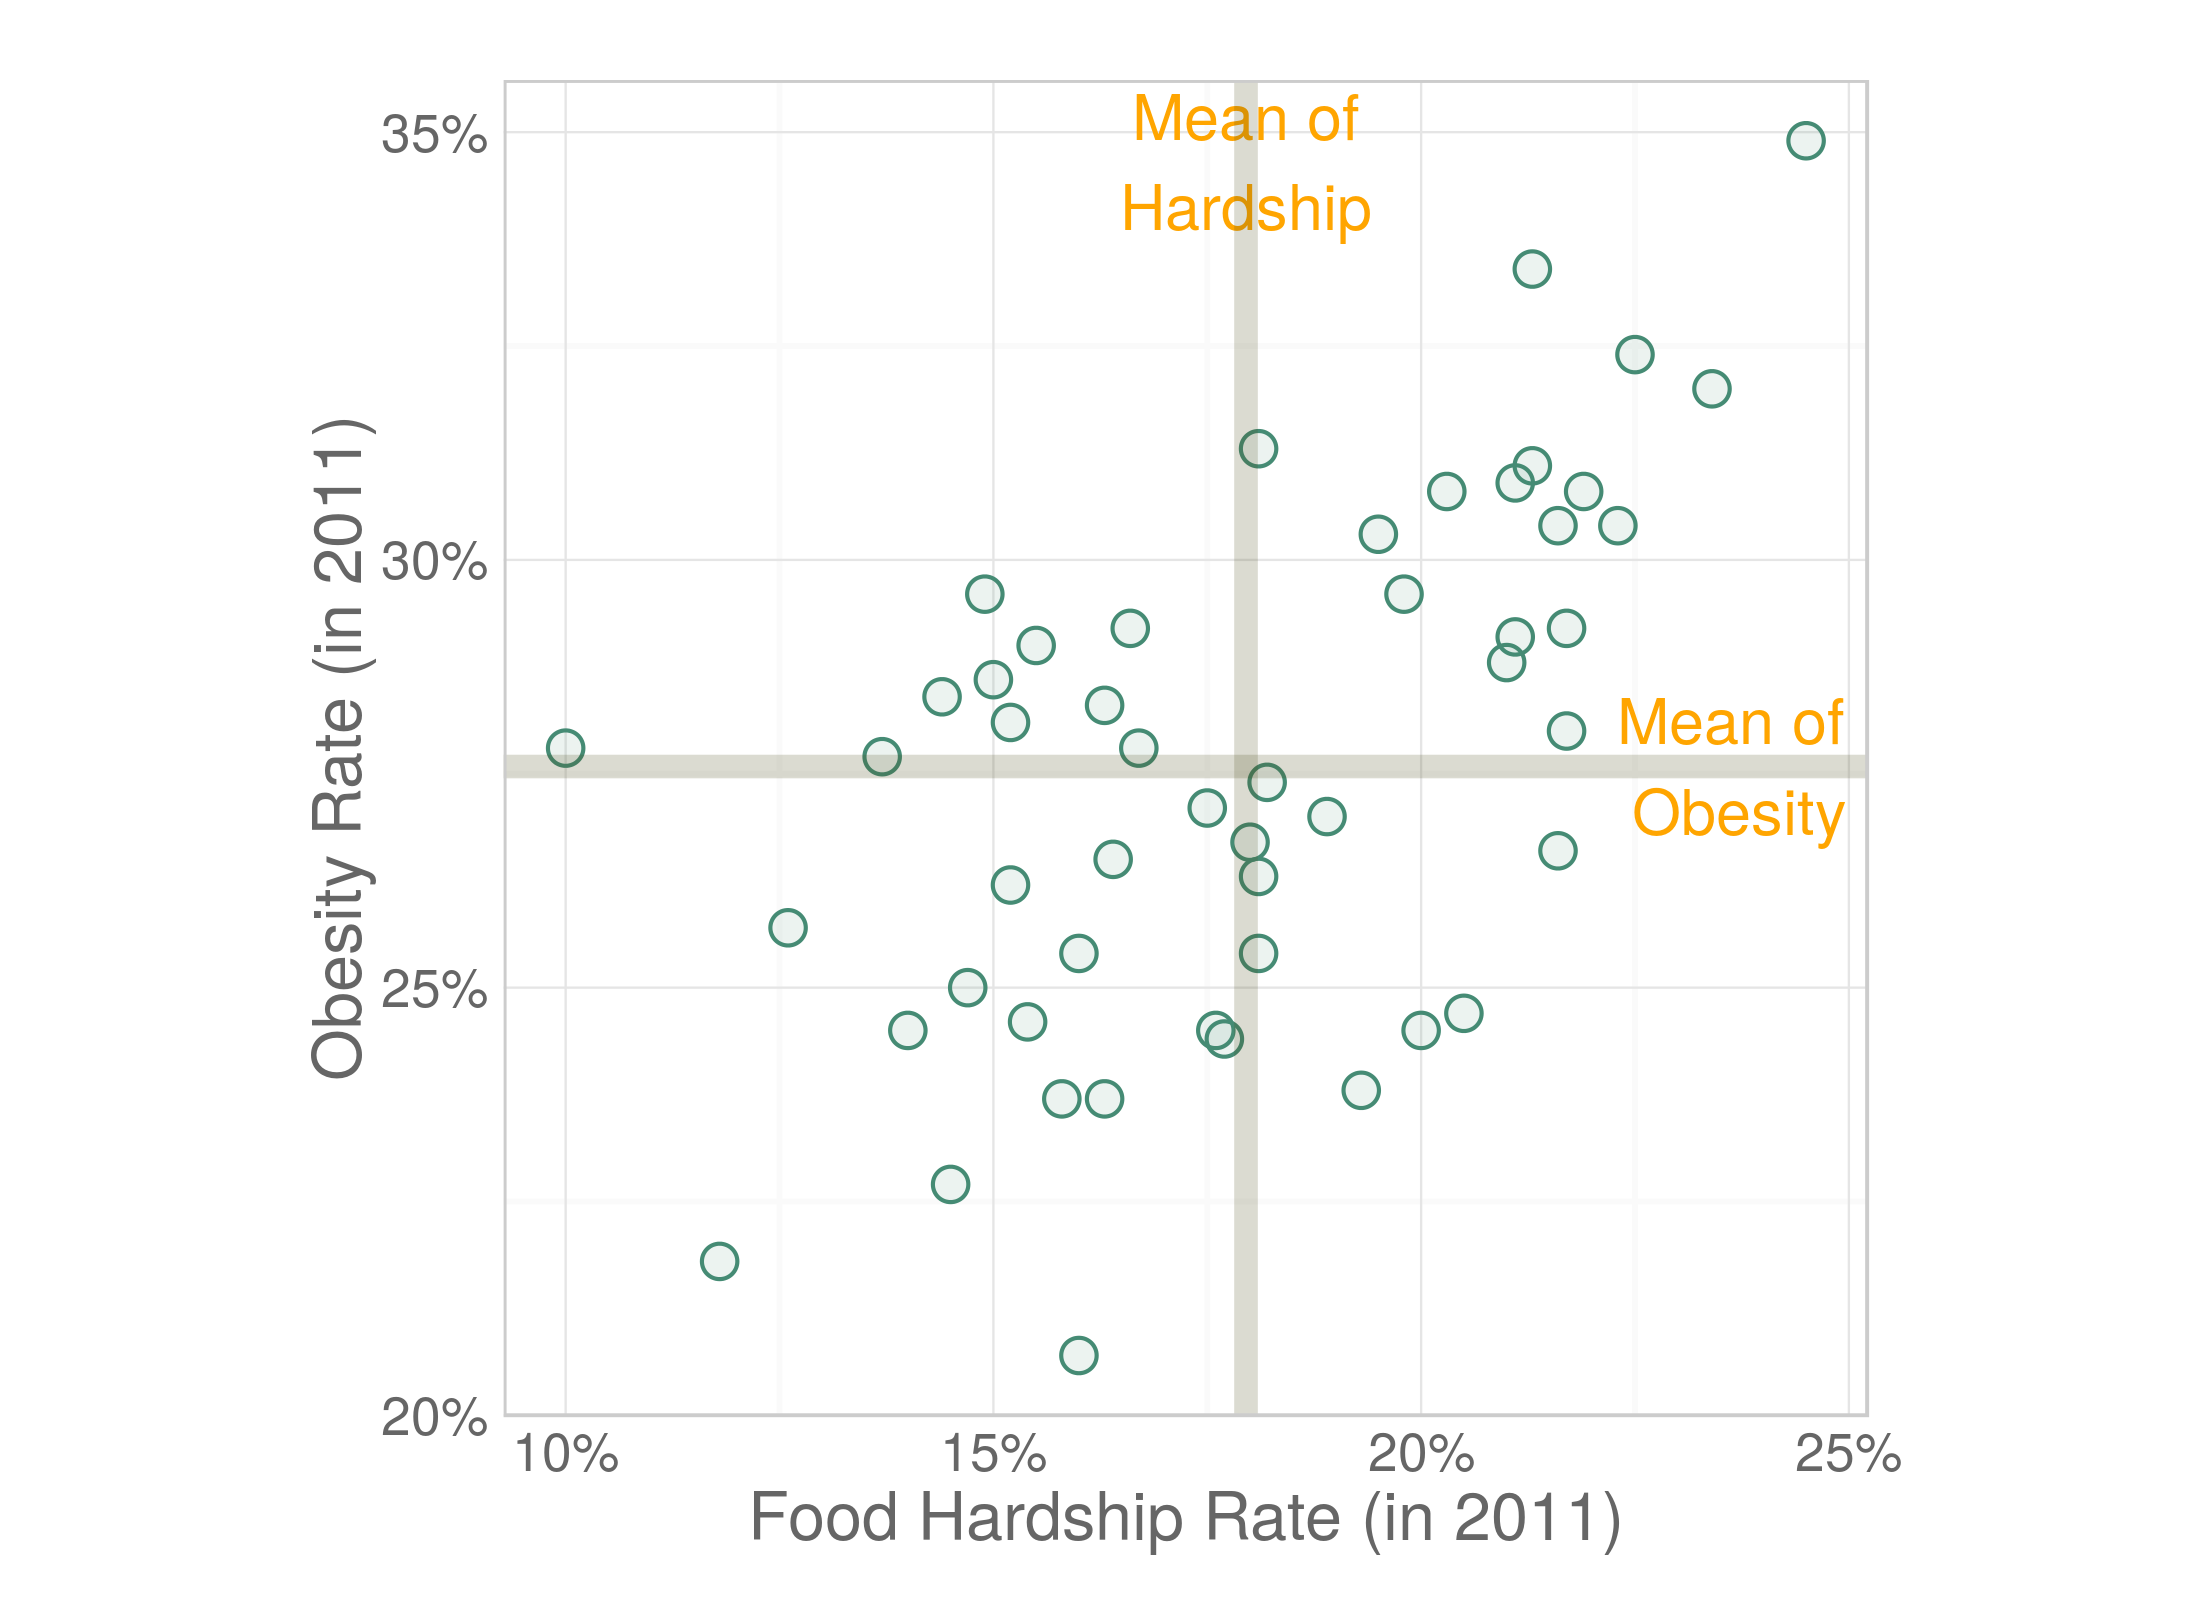 Mean of
Hardship
35%
30%
25%
20%
Mean of
Obesity
Obesity Rate (in 2011)
10%
15%
20%
25%
Food Hardship Rate (in 2011)